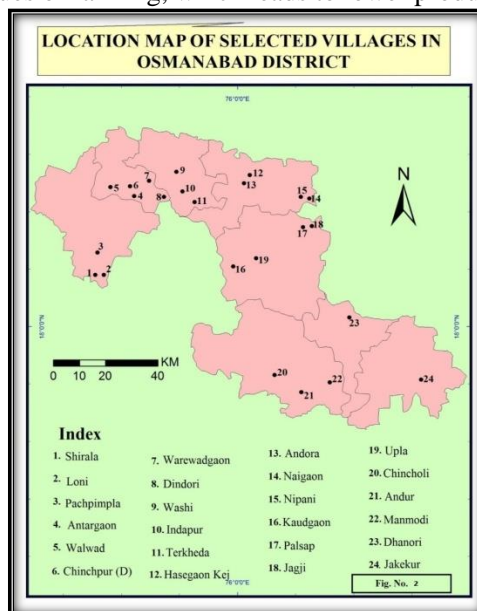 LOCATION MAP OF SELECTED VILLAGES IN
OSMANABAD DISTRICT
76°0'0"E
N
12
13
9
7
10
6
5
4
8
11
15
14
17
18
3
1
2
19
16
18°0'0"N
18°0'0"N
23
KM
0 10 20 40
20
22
21
24
Index
1. Shirala
2. Loni
3. Pachpimpla
4. Antargaon
5. Walwad
6. Chinchpur (D)
7. Warewadgaon
8. Dindori
9. Washi
10. Indapur
11. Terkheda
12. Hasegaon Kej
13. Andora
14. Naigaon
15. Nipani
16. Kaudgaon
17. Palsap
18. Jagji
19. Upla
20. Chincholi
21. Andur
22. Manmodi
23. Dhanori
24. Jakekur
Fig. No. 2
76°0'0"E